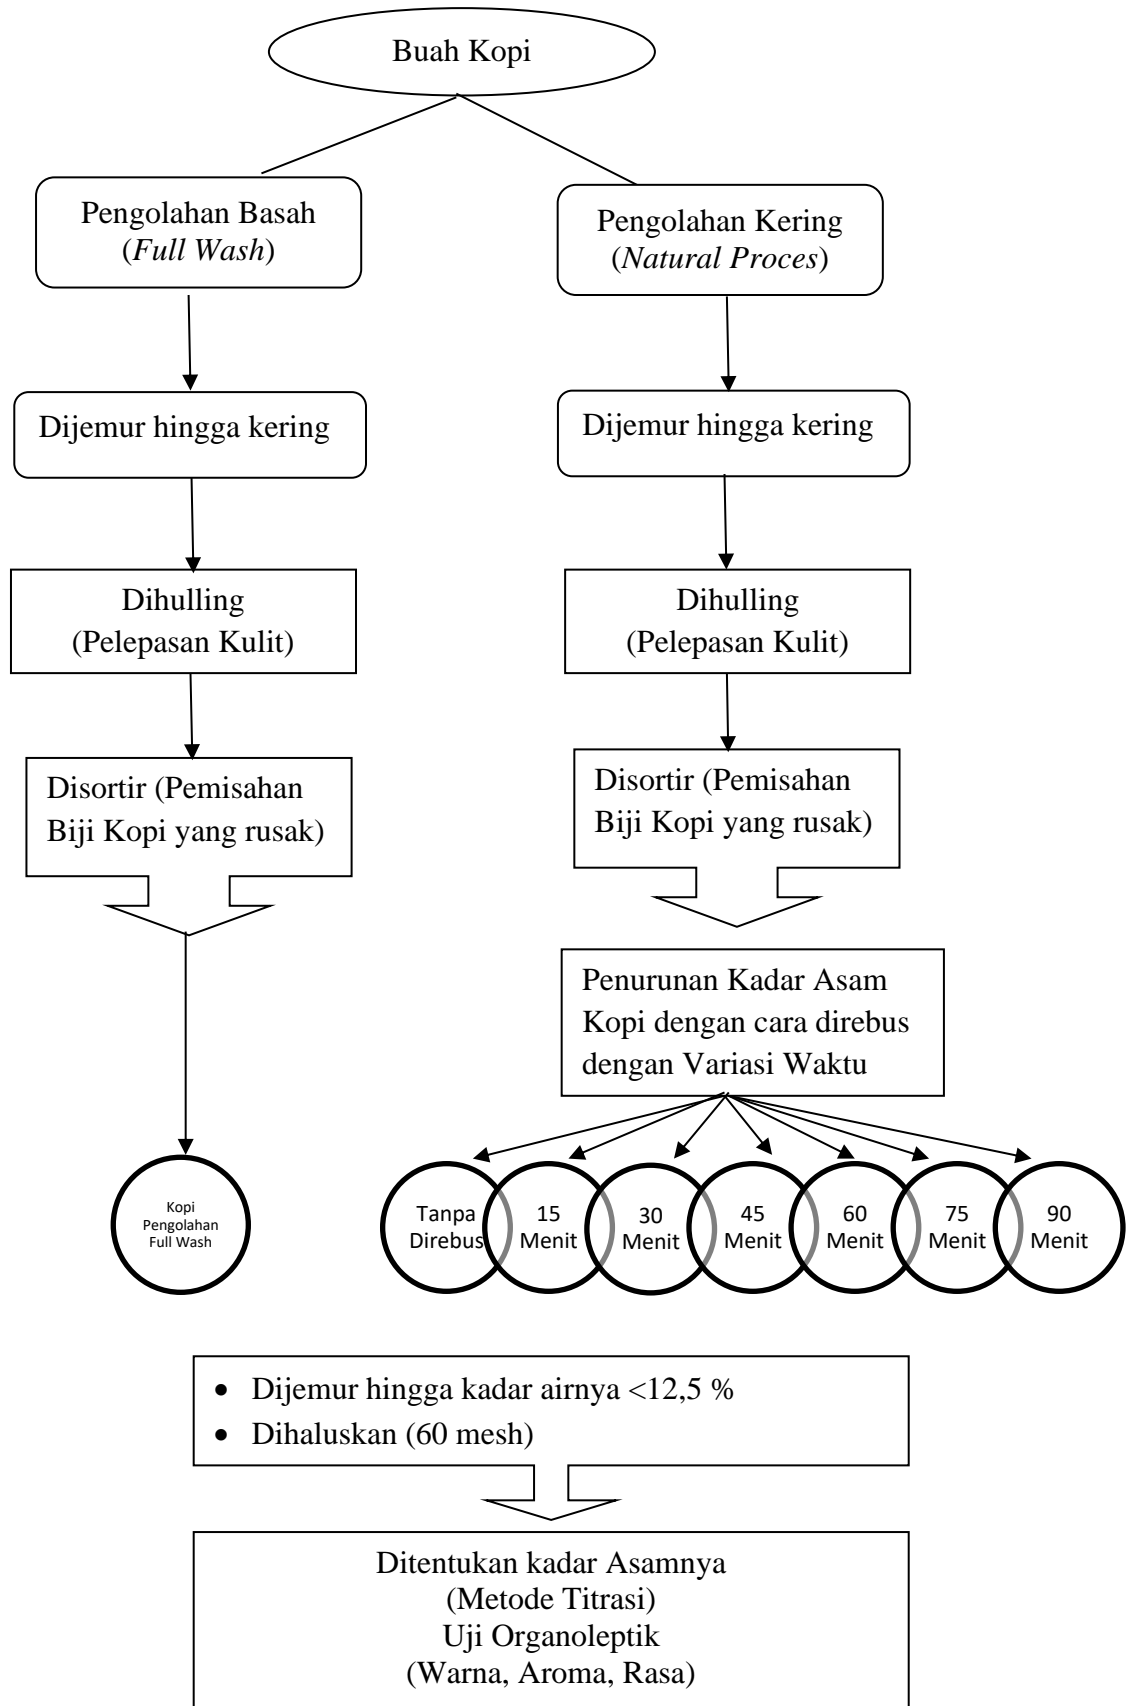 Buah Kopi
Pengolahan Basah
(Full Wash)
Pengolahan Kering
(Natural Proces)
Dijemur hingga kering
Dijemur hingga kering
Dihulling
(Pelepasan Kulit)
Dihulling
(Pelepasan Kulit)
Disortir (Pemisahan
Biji Kopi yang rusak)
Disortir (Pemisahan
Biji Kopi yang rusak)
Penurunan Kadar Asam
Kopi dengan cara direbus
dengan Variasi Waktu
Kopi
Pengolahan
Full Wash
Tanpa
Direbus
15
Menit
30
Menit
45
Menit
60
Menit
75
Menit
90
Menit
• Dijemur hingga kadar airnya <12,5 %
• Dihaluskan (60 mesh)
Ditentukan kadar Asamnya
(Metode Titrasi)
Uji Organoleptik
(Warna, Aroma, Rasa)